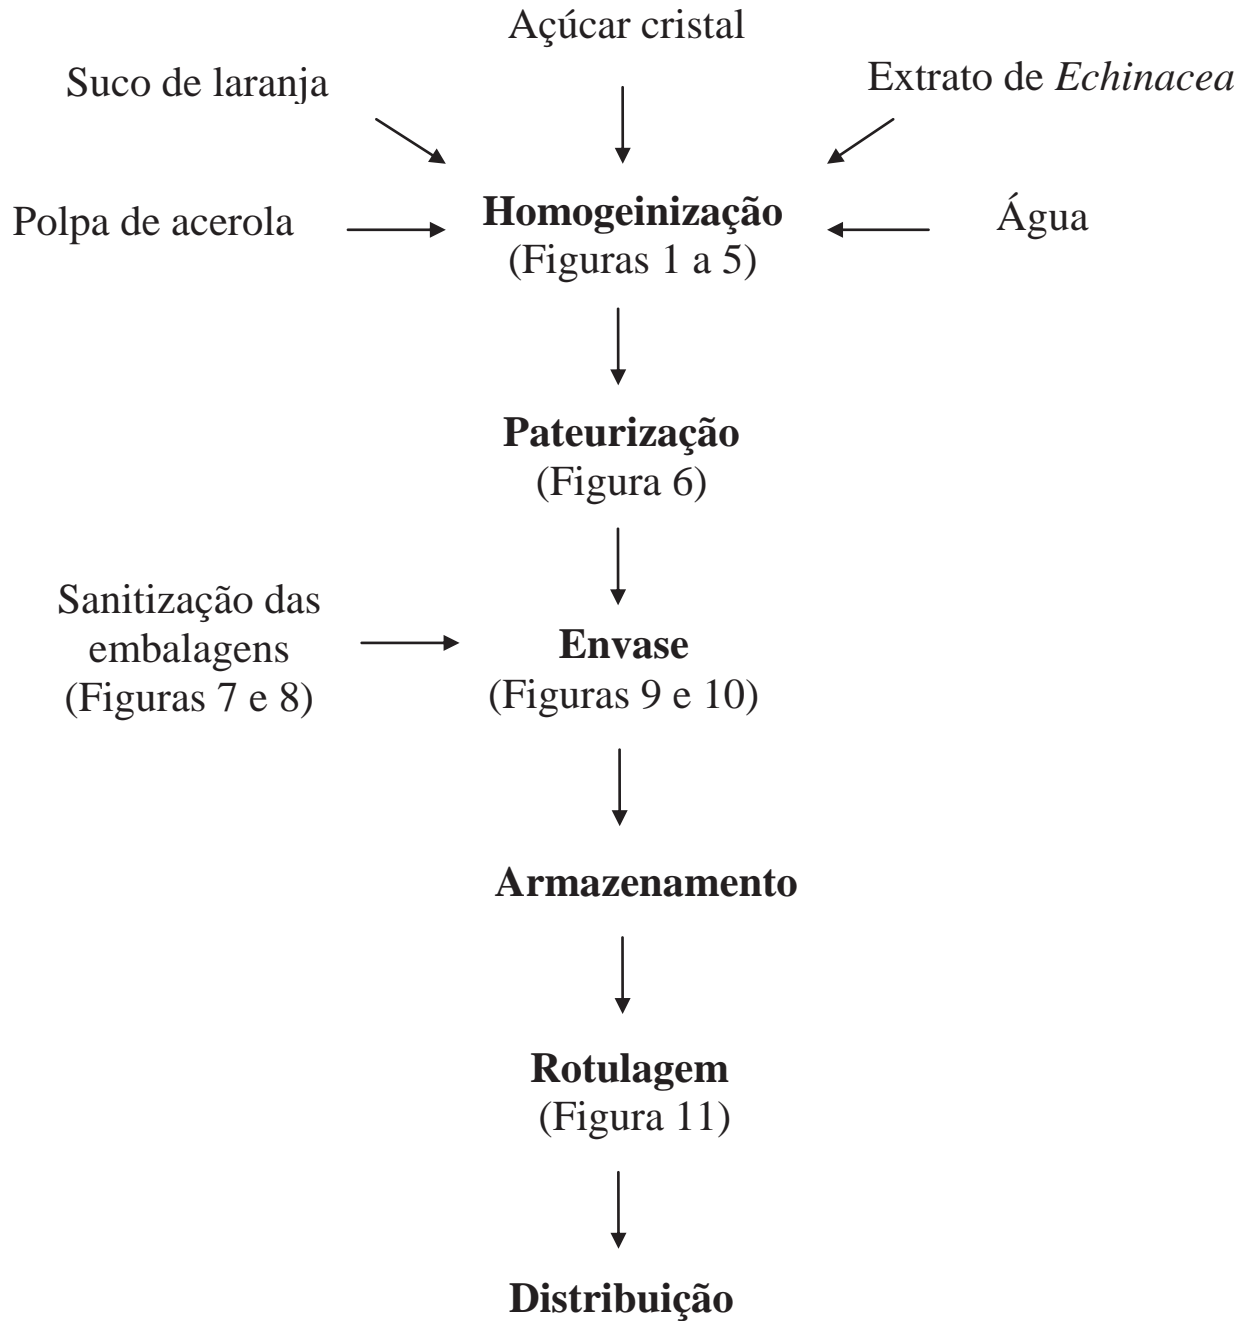 Açúcar cristal
Suco de laranja
Extrato de Echinacea
Polpa de acerola
Homogeinização
(Figuras 1 a 5)
Água
Pateurização
(Figura 6)
Sanitização das
embalagens
(Figuras 7 e 8)
Envase
(Figuras 9 e 10)
Armazenamento
Rotulagem
(Figura 11)
Distribuição